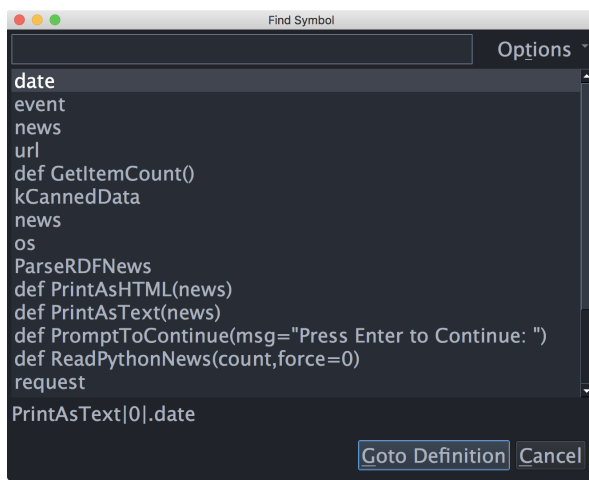 Find Symbol
Options
date
event
news
url
def GetItemCount()
kCannedData
news
os
ParseRDFNews
def PrintAsHTML(news)
def PrintAsText(news)
def PromptToContinue(msg="Press Enter to Continue: ")
def ReadPythonNews(count,force=0)
request
PrintAsText|0|.date
Goto Definition Cancel